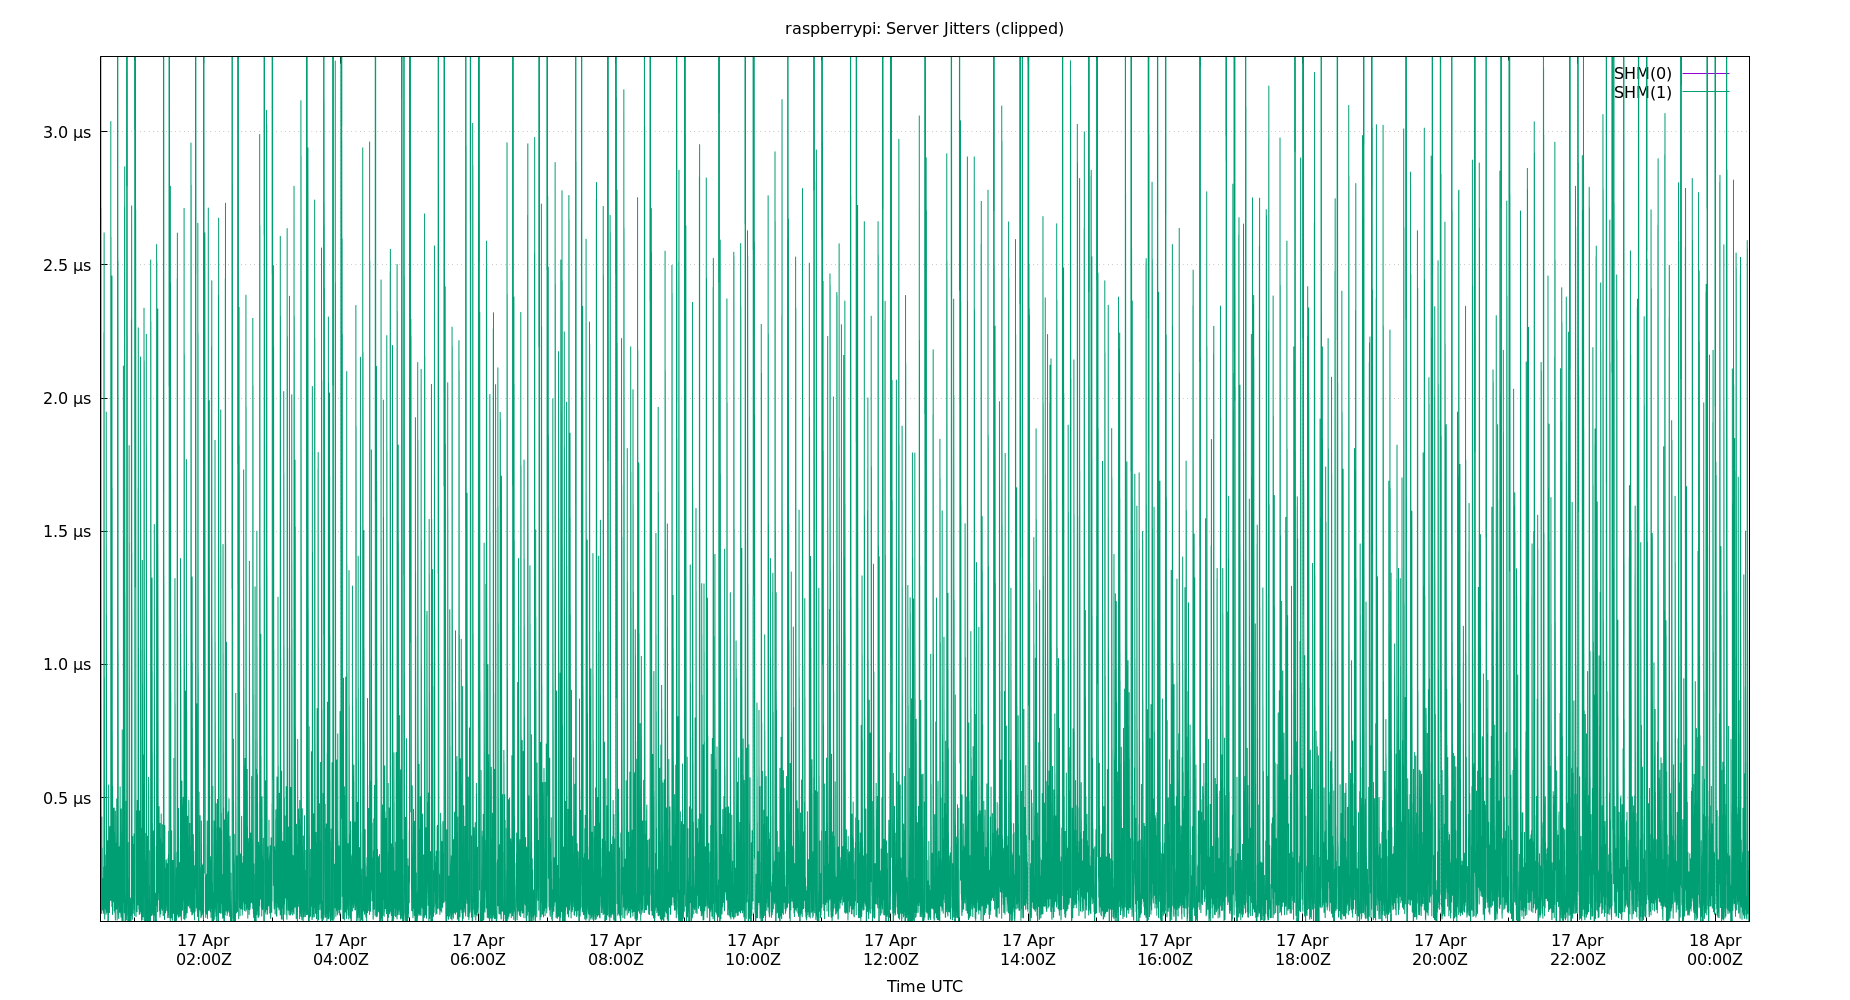 raspberrypi: Server Jitters (clipped)
SHM(0)
SHM(1)
3.0 µs
2.5 µs
2.0 µs
1.5 µs
1.0 µs
0.5 µs
17 Apr 17 Apr 17 Apr 17 Apr 17 Apr 17 Apr 17 Apr 17 Apr 17 Apr 17 Apr 17 Apr 18 Apr
02:00Z 04:00Z 06:00Z 08:00Z 10:00Z 12:00Z 14:00Z 16:00Z 18:00Z 20:00Z 22:00Z 00:00Z
Time UTC